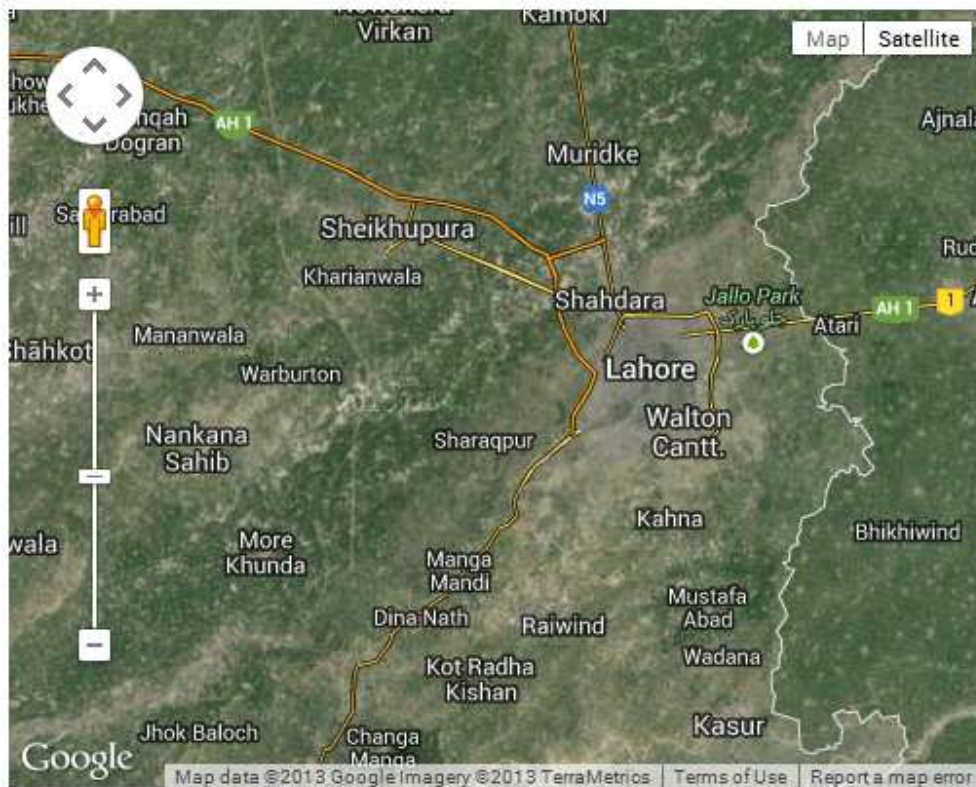 Virkan
Kamoki
Map
Satellite
AH 1
Dogran
Muridke
N5
Sheikhupura
Kharianwala
Shahdara
Jallo Park
جلو پارک
AH 1
1
Atari
Mananwala
Warburton
Lahore
Nankana
Sahib
Sharaqpur
Walton
Cantt.
Kahna
More
Khunda
Bhikhiwind
Manga
Mandi
Mustafa
Abad
Dina Nath
Raiwind
Wadana
Kot Radha
Kishan
Kasur
Jhok Baloch
Changa
Manga
Google
Map data ©2013 Google Imagery ©2013 TerraMetrics
Terms of Use
Report a map error